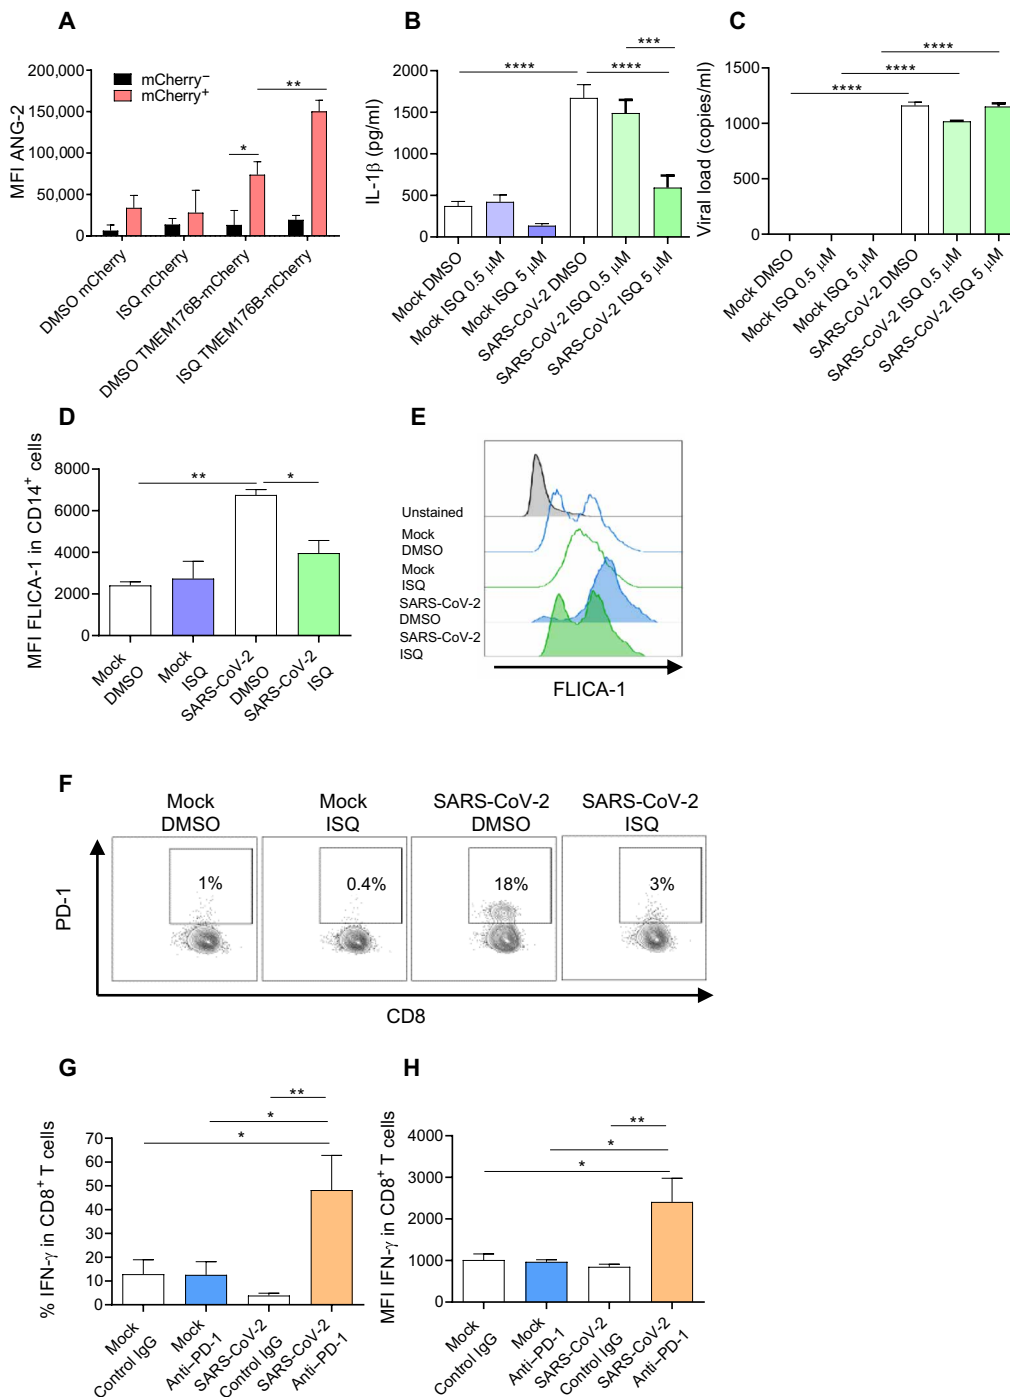 A
MFI ANG-2
200,000
150,000
100,000
50,000
0
mCherry⁻
mCherry⁺
*
**
DMSO mCherry
ISQ mCherry
DMSO TMEM176B-mCherry
ISQ TMEM176B-mCherry
B
IL-1β (pg/ml)
2000
1500
1000
500
0
****
****
***
Mock DMSO
Mock ISQ 0.5 μM
Mock ISQ 5 μM
SARS-CoV-2 DMSO
SARS-CoV-2 ISQ 0.5 μM
SARS-CoV-2 ISQ 5 μM
C
Viral load (copies/ml)
1500
1000
500
0
****
****
****
Mock DMSO
Mock ISQ 0.5 μM
Mock ISQ 5 μM
SARS-CoV-2 DMSO
SARS-CoV-2 ISQ 0.5 μM
SARS-CoV-2 ISQ 5 μM
D
MFI FLICA-1 in CD14⁺ cells
8000
6000
4000
2000
0
**
*
Mock
DMSO
Mock
ISQ
SARS-CoV-2
DMSO
SARS-CoV-2
ISQ
E
Unstained
Mock
DMSO
Mock
ISQ
SARS-CoV-2
DMSO
SARS-CoV-2
ISQ
FLICA-1
F
Mock
DMSO
Mock
ISQ
SARS-CoV-2
DMSO
SARS-CoV-2
ISQ
PD-1
1%
0.4%
18%
3%
CD8
G
% IFN-γ in CD8⁺ T cells
70
60
50
40
30
20
10
0
**
*
*
Mock
Control IgG
Mock
Anti–PD-1
SARS-CoV-2
Control IgG
SARS-CoV-2
Anti–PD-1
H
MFI IFN-γ in CD8⁺ T cells
4000
3000
2000
1000
0
**
*
*
Mock
Control IgG
Mock
Anti–PD-1
SARS-CoV-2
Control IgG
SARS-CoV-2
Anti–PD-1